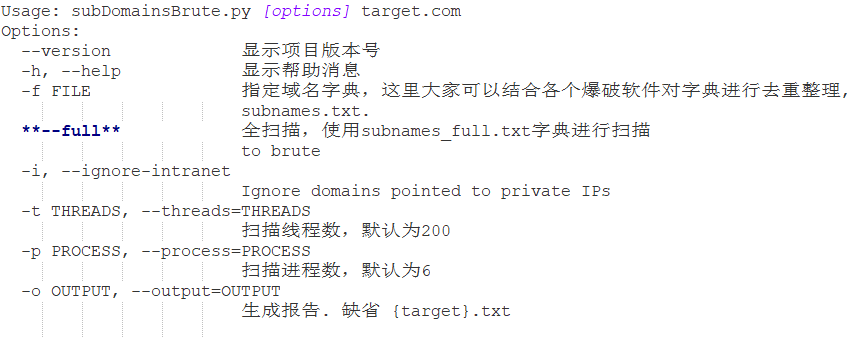 Usage: subDomainsBrute.py [options] target.com
Options:
--version 显示项目版本号
-h, --help 显示帮助消息
-f FILE 指定域名字典，这里大家可以结合各个爆破软件对字典进行去重整理，
subnames.txt.
**--full** 全扫描，使用subnames_full.txt字典进行扫描
to brute
-i, --ignore-intranet
Ignore domains pointed to private IPs
-t THREADS, --threads=THREADS
扫描线程数，默认为200
-p PROCESS, --process=PROCESS
扫描进程数，默认为6
-o OUTPUT, --output=OUTPUT
生成报告. 缺省 {target}.txt